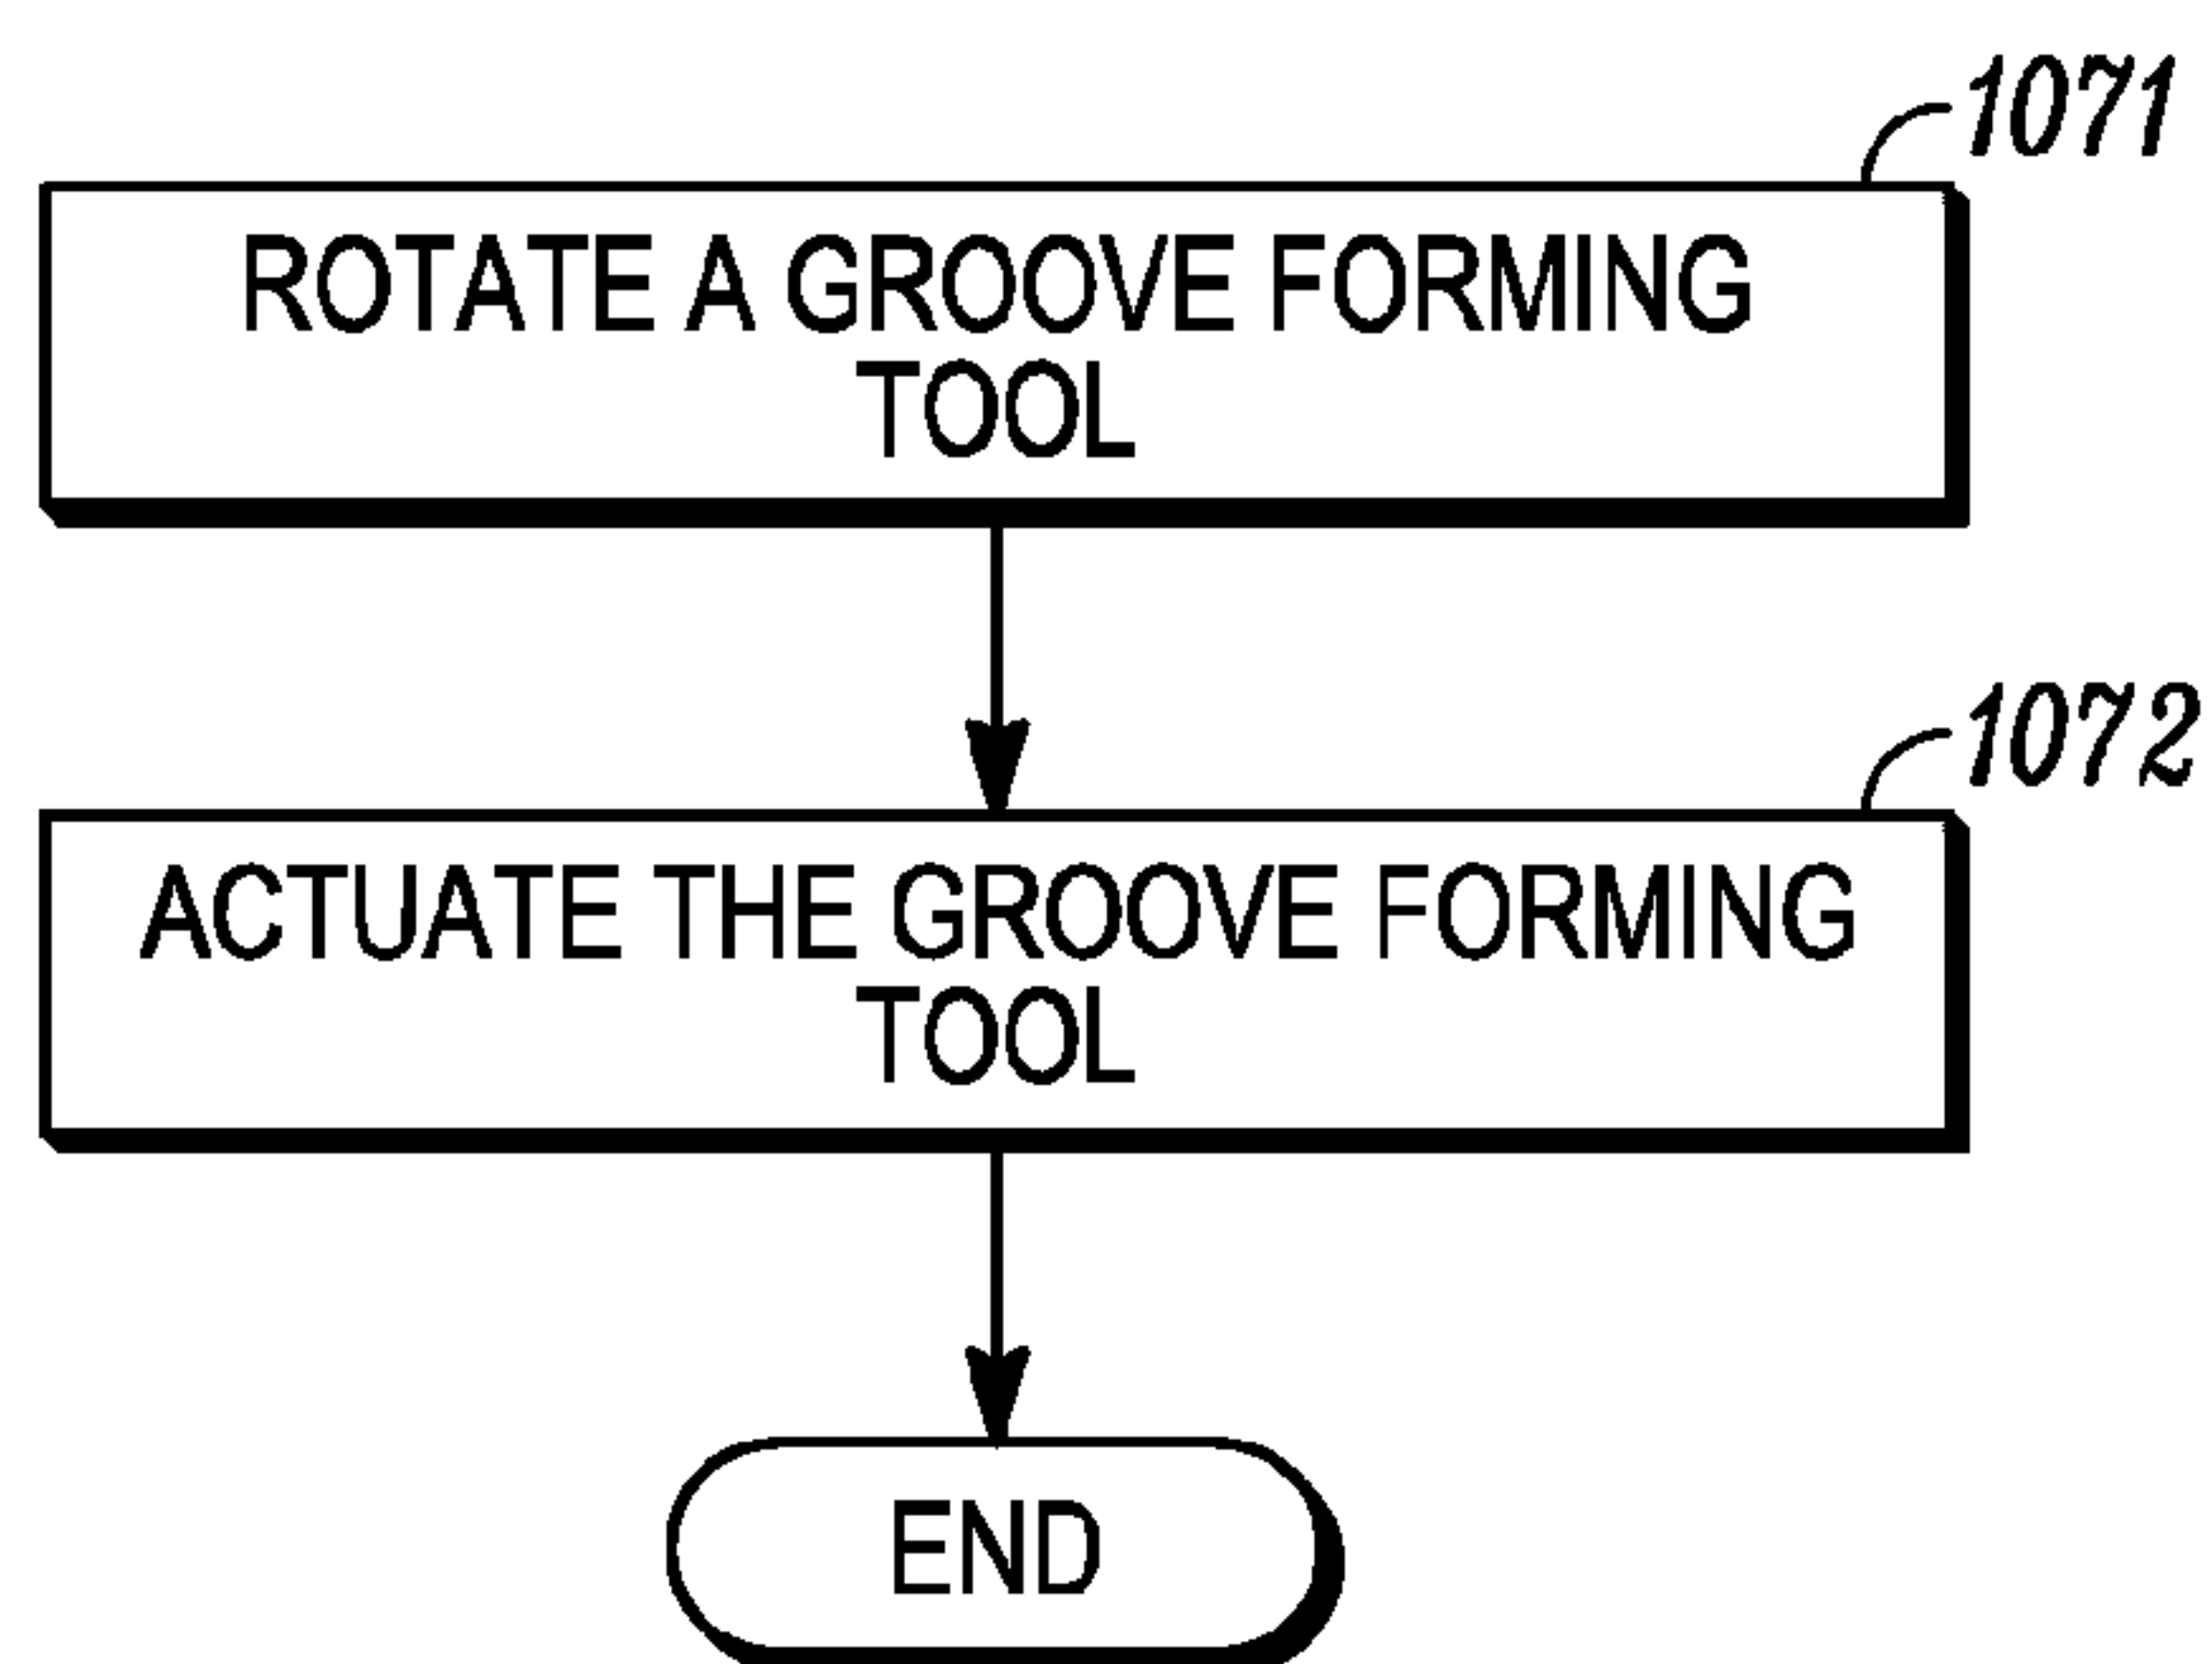 1071
ROTATE A GROOVE FORMING
TOOL
1072
ACTUATE THE GROOVE FORMING
TOOL
END